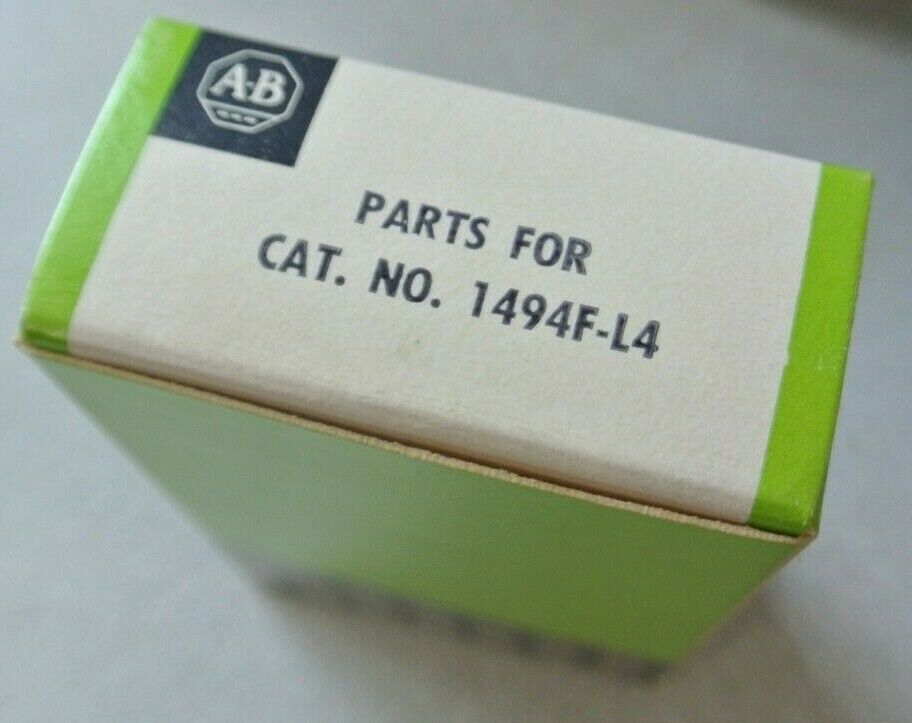 A-B
PARTS FOR
CAT. NO. 1494F-L4